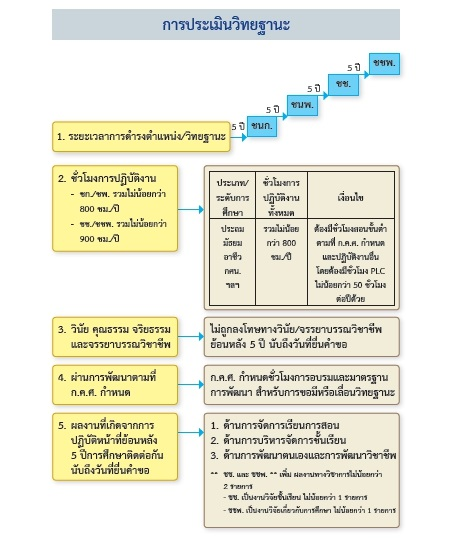 การประเมินวิทยฐานะ
5 ปี
ชชพ.
5 ปี
ชช.
5 ปี
ชนพ.
5 ปี
ชนก.
1. ระยะเวลาการดำรงตำแหน่ง/วิทยฐานะ
2. ชั่วโมงการปฏิบัติงาน
- ชก./ชพ. รวมไม่น้อยกว่า
800 ชม./ปี
- ชช./ชชพ. รวมไม่น้อยกว่า
900 ชม./ปี
ประเภท/
ระดับการ
ศึกษา
ชั่วโมงการ
ปฏิบัติงาน
ทั้งหมด
เงื่อนไข
ประถม
มัธยม
อาชีว
กศน.
ฯลฯ
รวมไม่น้อย
กว่า 800
ชม./ปี
ต้องมีชั่วโมงสอนขั้นต่ำ
ตามที่ ก.ค.ศ. กำหนด
และปฏิบัติงานอื่น
โดยต้องมีชั่วโมง PLC
ไม่น้อยกว่า 50 ชั่วโมง
ต่อปีด้วย
3. วินัย คุณธรรม จริยธรรม
และจรรยาบรรณวิชาชีพ
ไม่ถูกลงโทษทางวินัย/จรรยาบรรณวิชาชีพ
ย้อนหลัง 5 ปี นับถึงวันที่ยื่นคำขอ
4. ผ่านการพัฒนาตามที่
ก.ค.ศ. กำหนด
ก.ค.ศ. กำหนดชั่วโมงการอบรมและมาตรฐาน
การพัฒนา สำหรับการขอมีหรือเลื่อนวิทยฐานะ
5. ผลงานที่เกิดจากการ
ปฏิบัติหน้าที่ย้อนหลัง
5 ปีการศึกษาติดต่อกัน
นับถึงวันที่ยื่นคำขอ
1. ด้านการจัดการเรียนการสอน
2. ด้านการบริหารจัดการชั้นเรียน
3. ด้านการพัฒนาตนเองและการพัฒนาวิชาชีพ
** ชช. และ ชชพ. ** เพิ่ม ผลงานทางวิชาการไม่น้อยกว่า
2 รายการ
- ชช. เป็นงานวิจัยชั้นเรียน ไม่น้อยกว่า 1 รายการ
- ชชพ. เป็นงานวิจัยเกี่ยวกับการศึกษา ไม่น้อยกว่า 1 รายการ